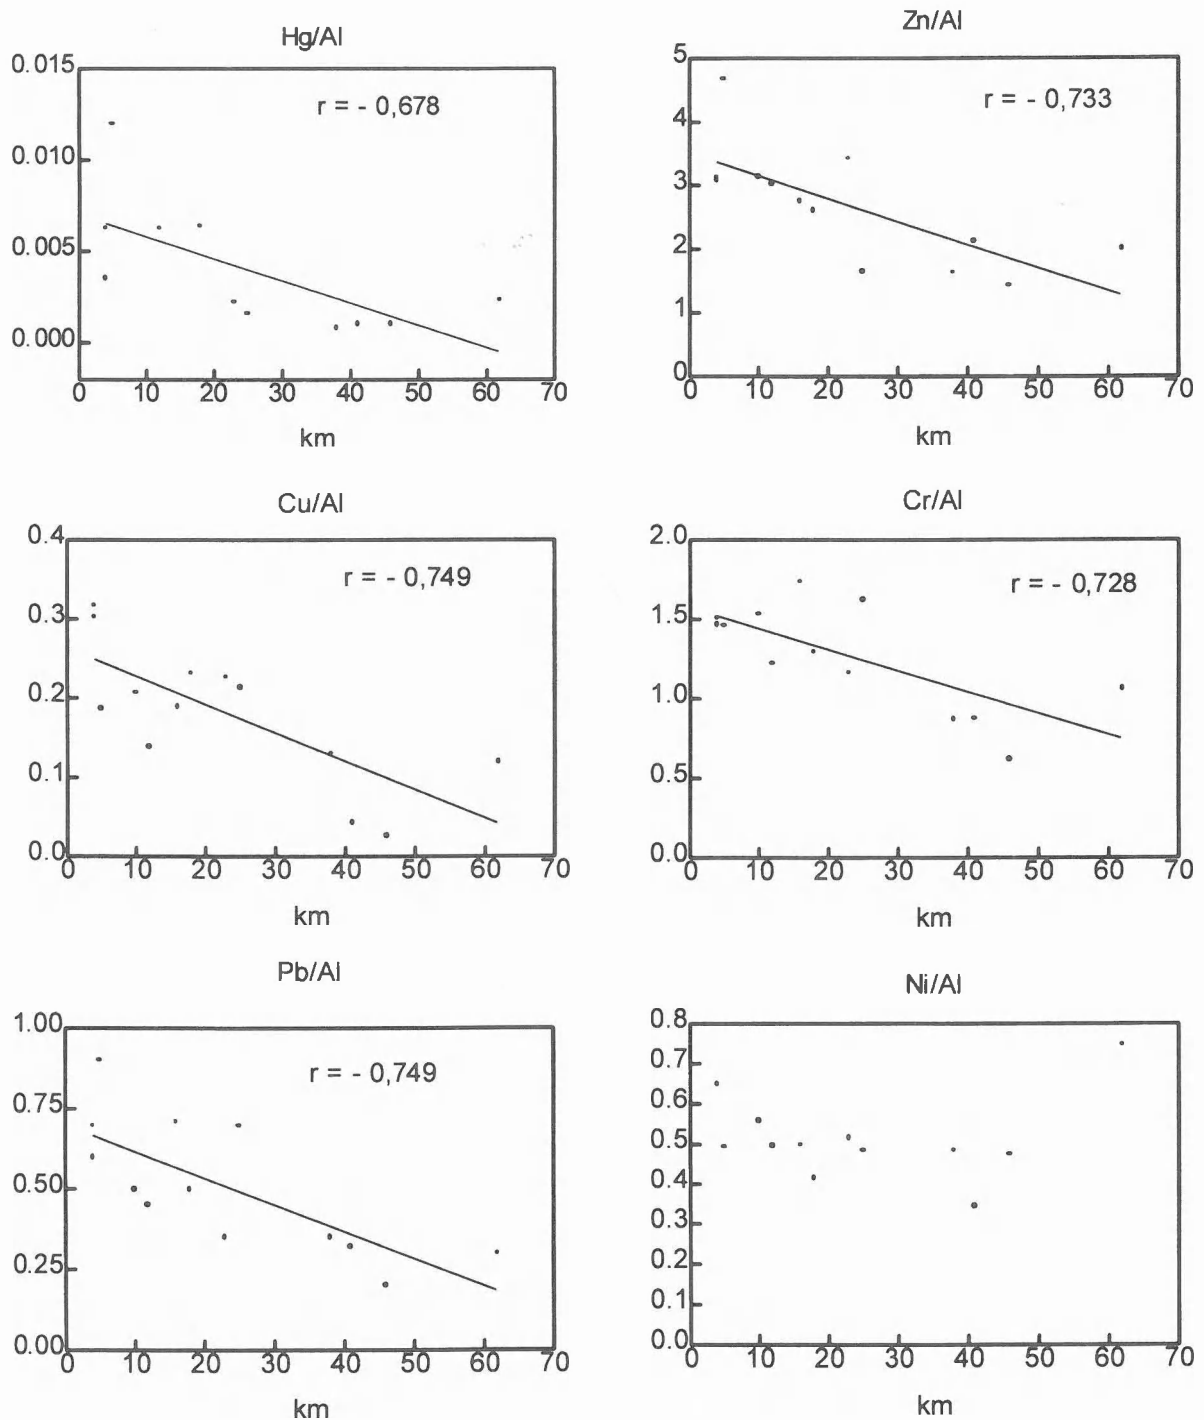 Hg/Al
0.015
0.010
0.005
0.000
r = - 0,678
0 10 20 30 40 50 60 70
km
Zn/Al
5
4
3
2
1
0
r = - 0,733
0 10 20 30 40 50 60 70
km
Cu/Al
0.4
0.3
0.2
0.1
0.0
r = - 0,749
0 10 20 30 40 50 60 70
km
Cr/Al
2.0
1.5
1.0
0.5
0.0
r = - 0,728
0 10 20 30 40 50 60 70
km
Pb/Al
1.00
0.75
0.50
0.25
0.00
r = - 0,749
0 10 20 30 40 50 60 70
km
Ni/Al
0.8
0.7
0.6
0.5
0.4
0.3
0.2
0.1
0.0
0 10 20 30 40 50 60 70
km